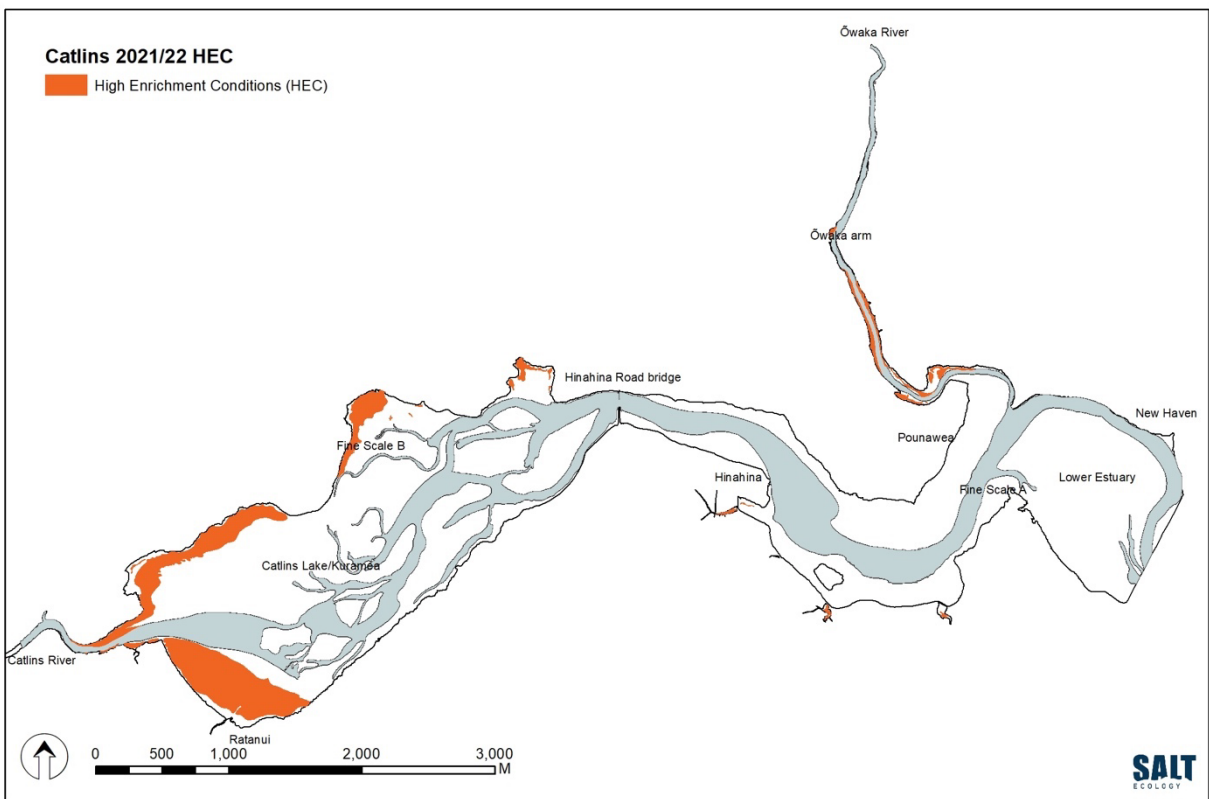 Catlins 2021/22 HEC
High Enrichment Conditions (HEC)
Ōwaka River
Ōwaka arm
Hinahina Road bridge
New Haven
Fine Scale B
Pounawea
Hinahina
Fine Scale A
Lower Estuary
Catlins Lake/Kuramea
Catlins River
Ratanui
0 500 1,000 2,000 3,000
M
SALT
ECOLOGY